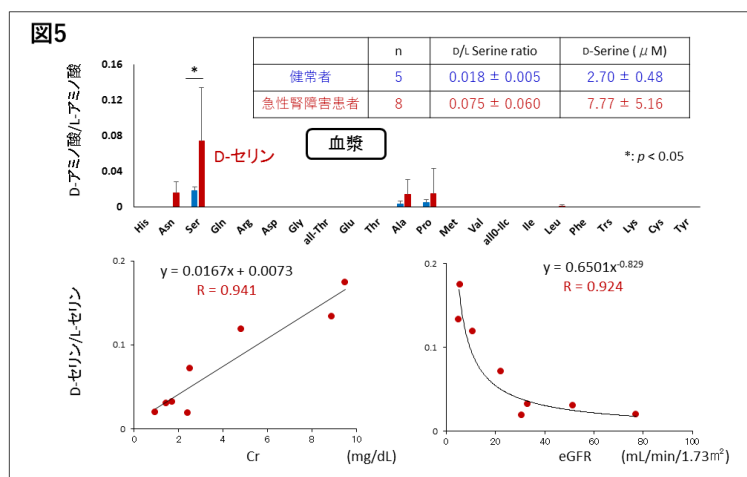 図5
n
D/L Serine ratio
D-Serine ( μ M)
健常者
5
0.018 ± 0.005
2.70 ± 0.48
急性腎障害患者
8
0.075 ± 0.060
7.77 ± 5.16
D-アミノ酸/L-アミノ酸
0.16
0.12
0.08
0.04
0
*
D-セリン
血漿
*: p < 0.05
His
Asn
Ser
Gln
Arg
Asp
Gly
all-Thr
Glu
Thr
Ala
Pro
Met
Val
all0-Ilc
Ile
Leu
Phe
Trs
Lys
Cys
Tyr
D-セリン/L-セリン
0.2
0.1
0
y = 0.0167x + 0.0073
R = 0.941
0
2
4
6
8
10
Cr
(mg/dL)
0.2
0.1
0
y = 0.6501x-0.829
R = 0.924
0
20
40
60
80
100
eGFR
(mL/min/1.73㎡)